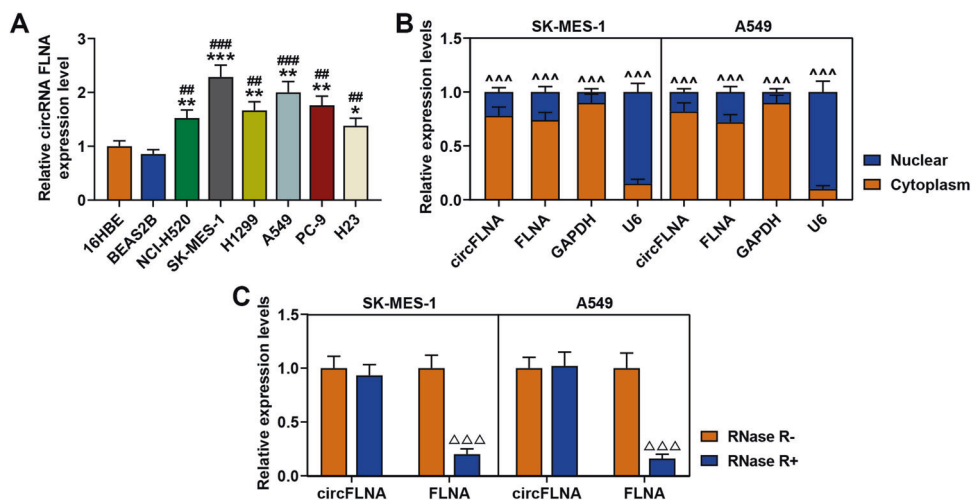 A
Relative circRNA FLNA
expression level
3
2
1
0
##
**
###
***
##
**
###
**
##
**
##
*
16HBE
BEAS2B
NCI-H520
SK-MES-1
H1299
A549
PC-9
H23
B
SK-MES-1
A549
Relative expression levels
1.5
1.0
0.5
0.0
^^^
^^^
^^^
^^^
^^^
^^^
^^^
^^^
circFLNA
FLNA
GAPDH
U6
circFLNA
FLNA
GAPDH
U6
Nuclear
Cytoplasm
C
SK-MES-1
A549
Relative expression levels
1.5
1.0
0.5
0.0
△△△
△△△
circFLNA
FLNA
circFLNA
FLNA
RNase R-
RNase R+